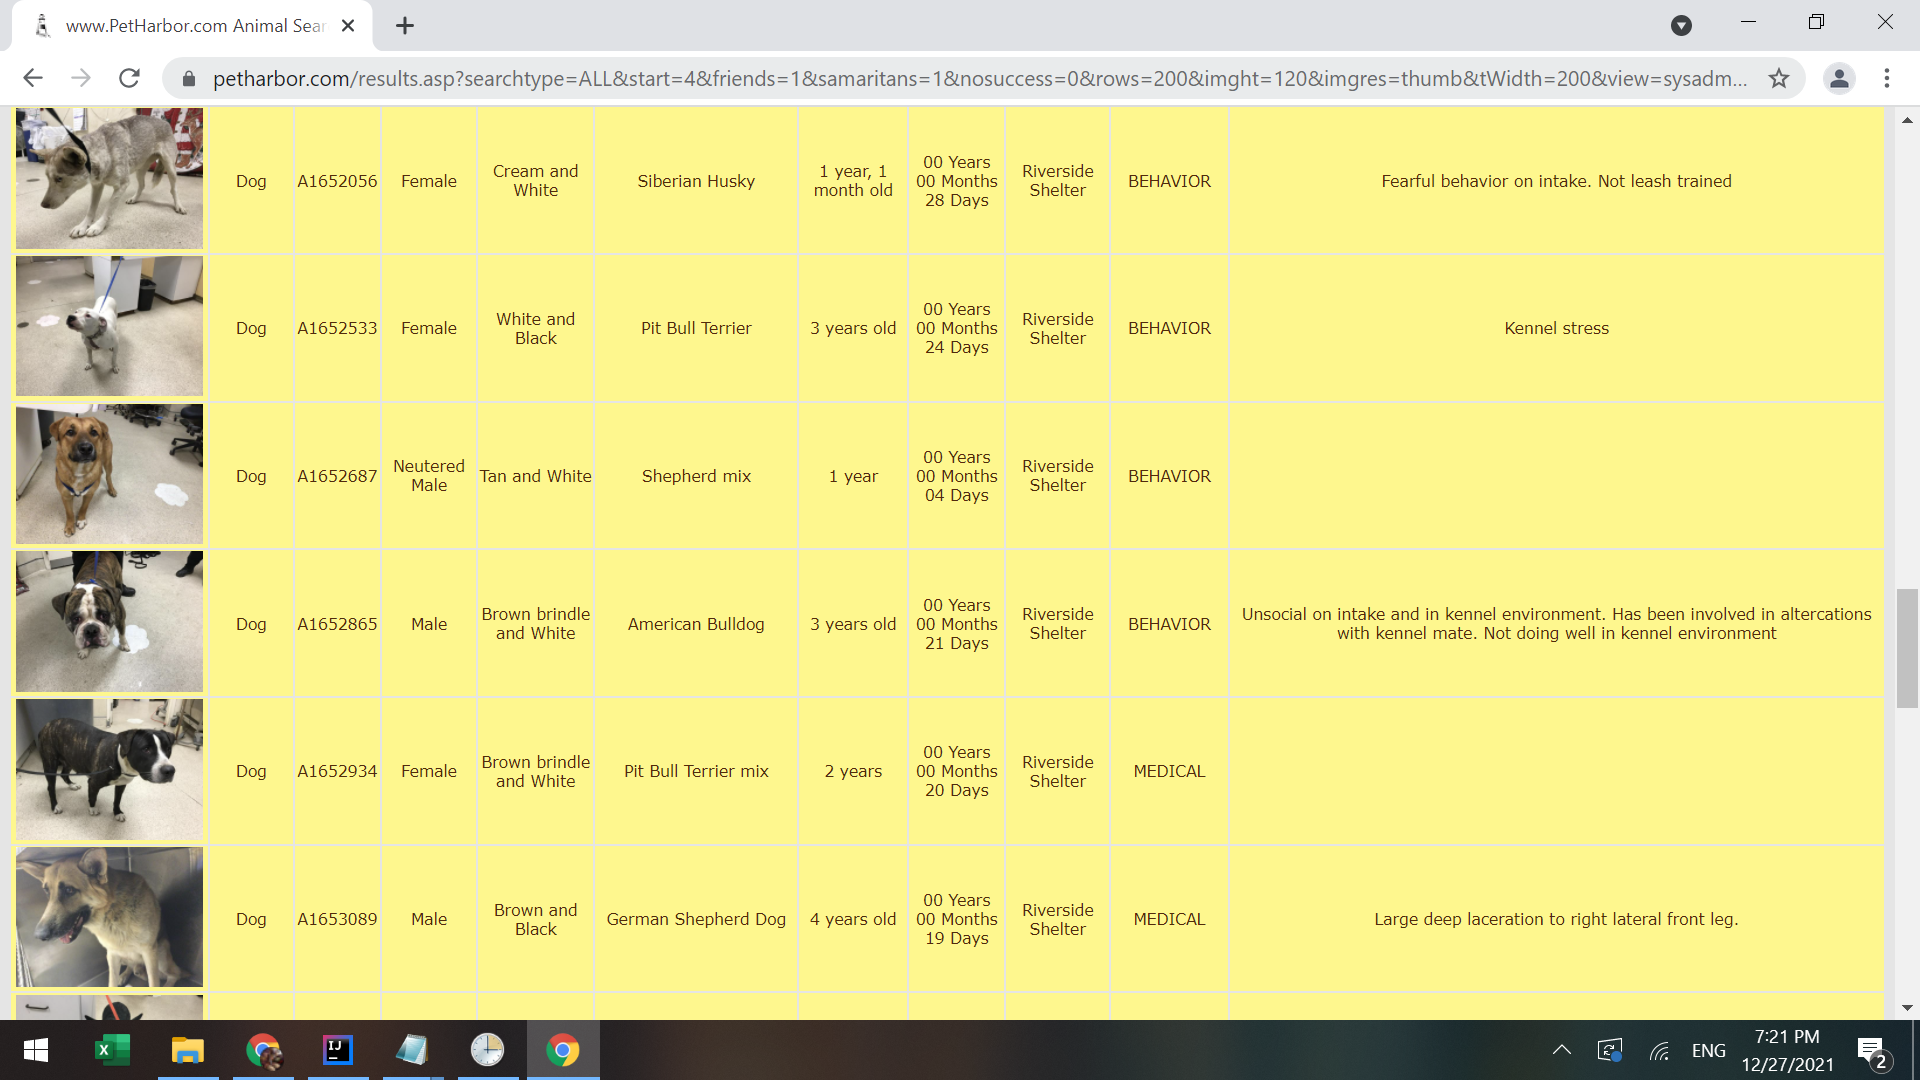 www.PetHarbor.com Animal Sear
petharbor.com/results.asp?searchtype=ALL&start=4&friends=1&samaritans=1&nosuccess=0&rows=200&imght=120&imgres=thumb&tWidth=200&view=sysadm...
Dog
A1652056
Female
Cream and
White
Siberian Husky
1 year, 1
month old
00 Years
00 Months
28 Days
Riverside
Shelter
BEHAVIOR
Fearful behavior on intake. Not leash trained
Dog
A1652533
Female
White and
Black
Pit Bull Terrier
3 years old
00 Years
00 Months
24 Days
Riverside
Shelter
BEHAVIOR
Kennel stress
Dog
A1652687
Neutered
Male
Tan and White
Shepherd mix
1 year
00 Years
00 Months
04 Days
Riverside
Shelter
BEHAVIOR
Dog
A1652865
Male
Brown brindle
and White
American Bulldog
3 years old
00 Years
00 Months
21 Days
Riverside
Shelter
BEHAVIOR
Unsocial on intake and in kennel environment. Has been involved in altercations
with kennel mate. Not doing well in kennel environment
Dog
A1652934
Female
Brown brindle
and White
Pit Bull Terrier mix
2 years
00 Years
00 Months
20 Days
Riverside
Shelter
MEDICAL
Dog
A1653089
Male
Brown and
Black
German Shepherd Dog
4 years old
00 Years
00 Months
19 Days
Riverside
Shelter
MEDICAL
Large deep laceration to right lateral front leg.
X
IJ
ENG
7:21 PM
12/27/2021
2